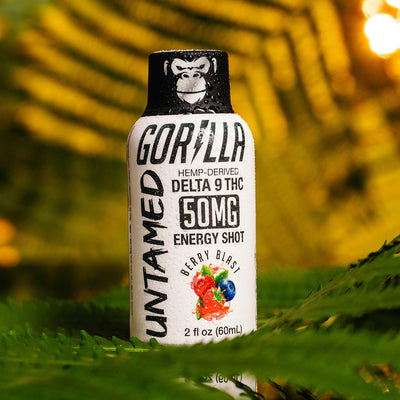 GORILLA
UNTAMED
HEMP-DERIVED
DELTA 9 THC
50MG
ENERGY SHOT
BERRY BLAST
2 fl oz (60mL)